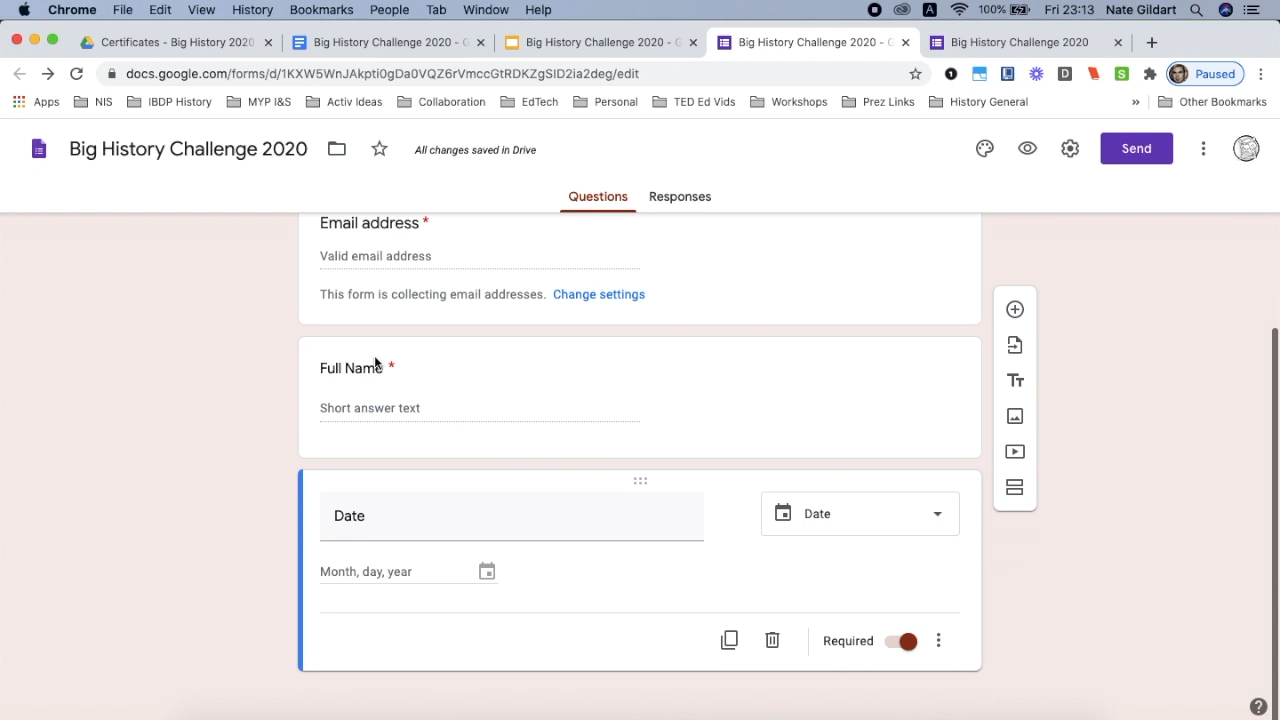 Chrome File Edit View History Bookmarks People Tab Window Help A 100% Fri 23:13 Nate Gildart
Certificates - Big History 2020 Big History Challenge 2020 - G Big History Challenge 2020 - G Big History Challenge 2020 - G Big History Challenge 2020
docs.google.com/forms/d/1KXW5WnJAkpti0gDa0VQZ6rVmccGtRDKZgSID2ia2deg/edit Paused
Apps NIS IBDP History MYP I&S Activ Ideas Collaboration EdTech Personal TED Ed Vids Workshops Prez Links History General » Other Bookmarks
Big History Challenge 2020 All changes saved in Drive Send
Questions Responses
Email address *
Valid email address
This form is collecting email addresses. Change settings
Full Name *
Short answer text
Date Date
Month, day, year
Required